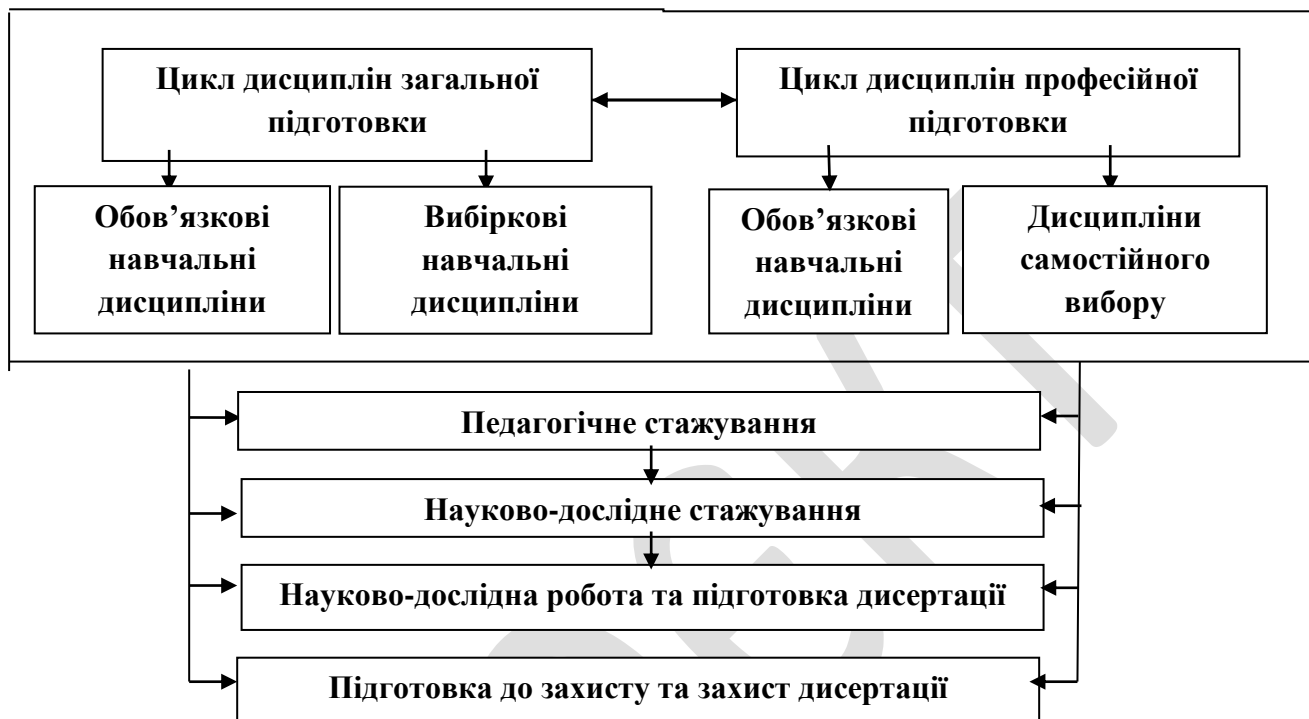 Цикл дисциплін загальної
підготовки
Цикл дисциплін професійної
підготовки
Обов’язкові
навчальні
дисципліни
Вибіркові
навчальні
дисципліни
Обов’язкові
навчальні
дисципліни
Дисципліни
самостійного
вибору
Педагогічне стажування
Науково-дослідне стажування
Науково-дослідна робота та підготовка дисертації
Підготовка до захисту та захист дисертації